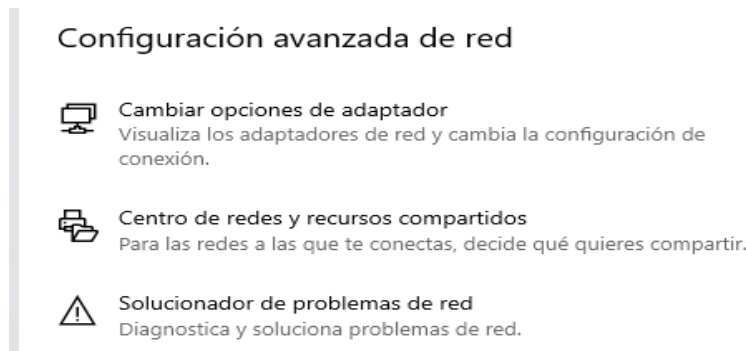 Configuración avanzada de red
Cambiar opciones de adaptador
Visualiza los adaptadores de red y cambia la configuración de
conexión.
Centro de redes y recursos compartidos
Para las redes a las que te conectas, decide qué quieres compartir.
Solucionador de problemas de red
Diagnostica y soluciona problemas de red.